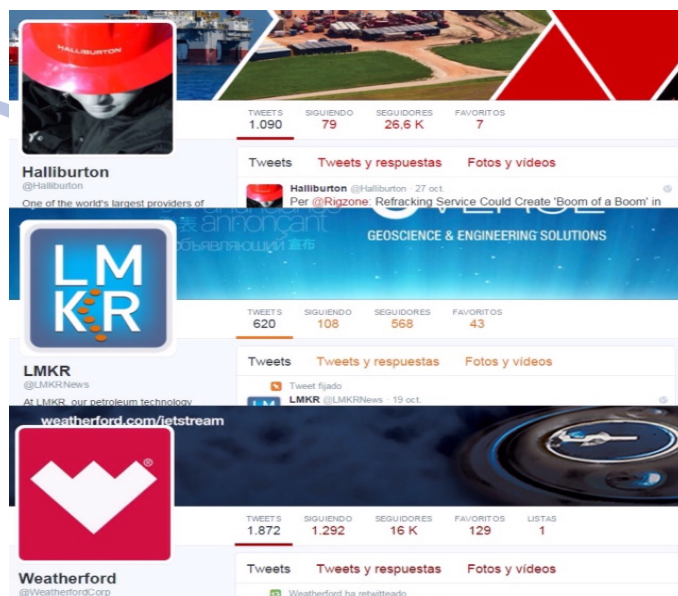 HALLIBURTON
TWEETS SIGUIENDO SEGUIDORES FAVORITOS
1.090 79 26,6 K 7
Tweets Tweets y respuestas Fotos y vídeos
Halliburton
@Halliburton
One of the world's largest providers of
Halliburton @Halliburton · 27 oct.
Per @Rigzone: Refracking Service Could Create 'Boom of a Boom' in
annonçant
объявляющий 宣布
GEOSCIENCE & ENGINEERING SOLUTIONS
LM
KR
TWEETS SIGUIENDO SEGUIDORES FAVORITOS
620 108 568 43
Tweets Tweets y respuestas Fotos y vídeos
LMKR
@LMKRNews
At LMKR, our petroleum technology
Tweet fijado
LMKR @LMKRNews · 19 oct.
weatherford.com/jetstream
®
TWEETS SIGUIENDO SEGUIDORES FAVORITOS LISTAS
1.872 1.292 16 K 129 1
Tweets Tweets y respuestas Fotos y vídeos
Weatherford
@WeatherfordCorp
Weatherford ha retwitteado